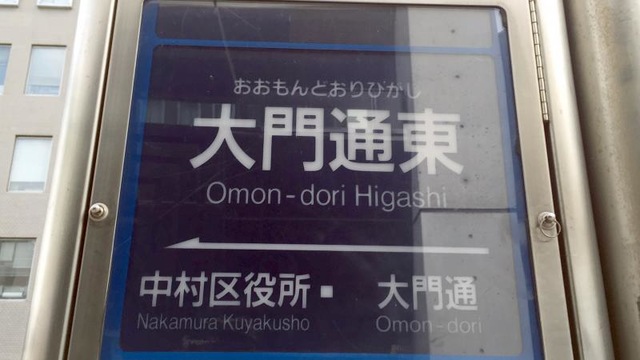 おおもんどおりひがし
大門通東
Omon-dori Higashi
中村区役所■ 大門通
Nakamura Kuyakusho Omon-dori